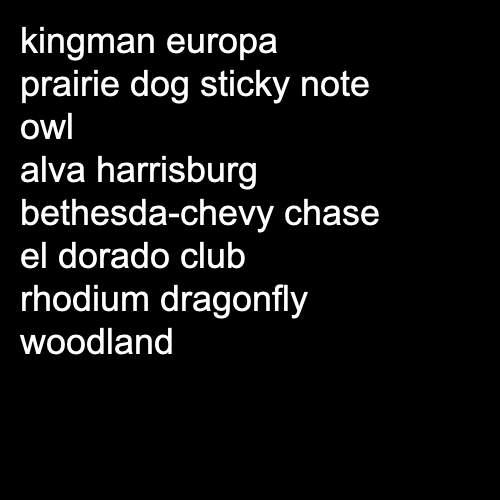 kingman europa
prairie dog sticky note
owl
alva harrisburg
bethesda-chevy chase
el dorado club
rhodium dragonfly
woodland